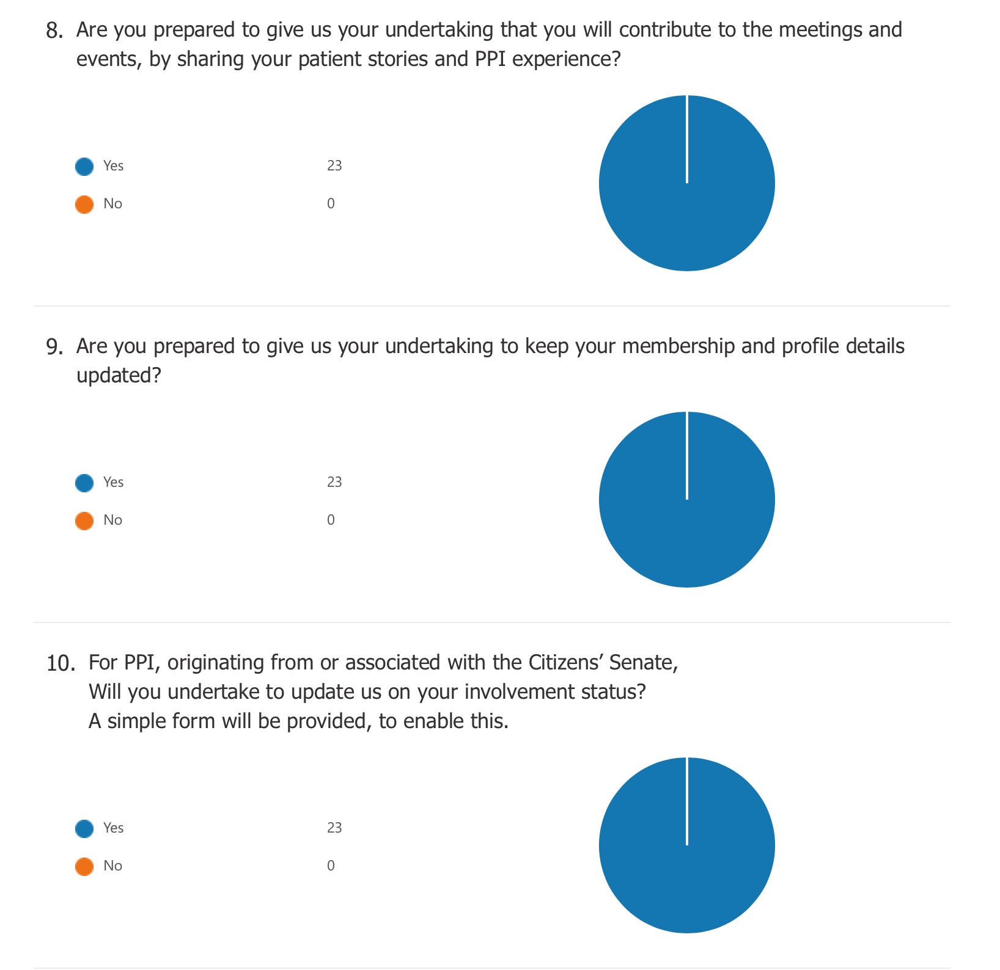 8. Are you prepared to give us your undertaking that you will contribute to the meetings and
events, by sharing your patient stories and PPI experience?
Yes 23
No 0
9. Are you prepared to give us your undertaking to keep your membership and profile details
updated?
Yes 23
No 0
10. For PPI, originating from or associated with the Citizens’ Senate,
Will you undertake to update us on your involvement status?
A simple form will be provided, to enable this.
Yes 23
No 0